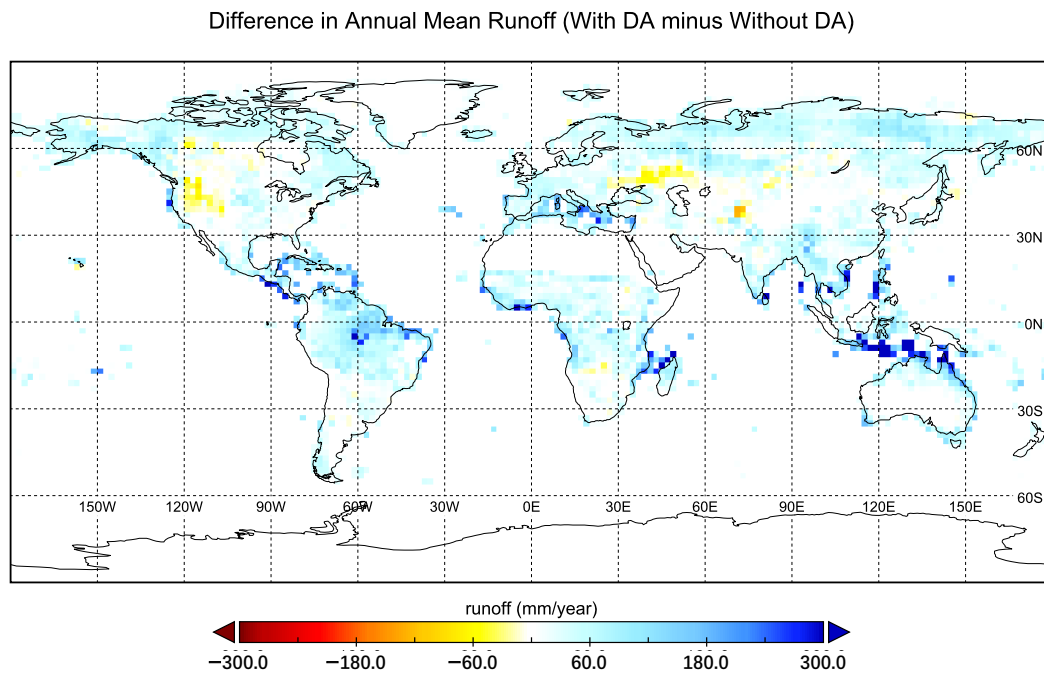 Difference in Annual Mean Runoff (With DA minus Without DA)
60N
30N
0N
30S
60S
150W 120W 90W 60W 30W 0E 30E 60E 90E 120E 150E
runoff (mm/year)
−300.0 −180.0 −60.0 60.0 180.0 300.0